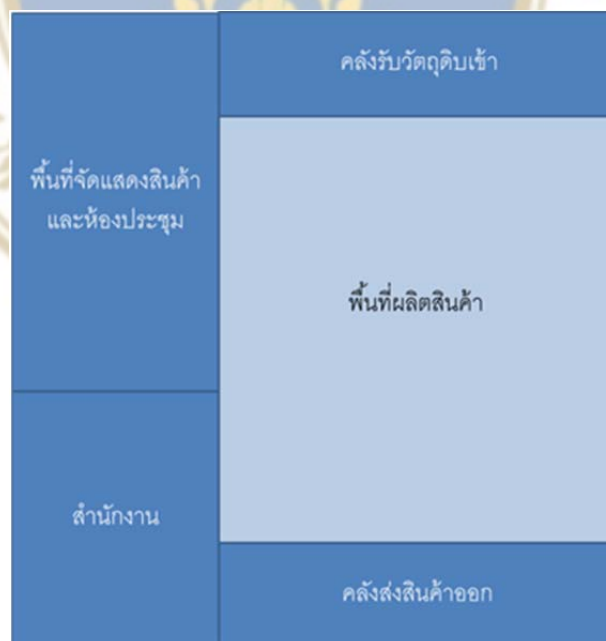 คลังรับวัตถุดิบเข้า
พื้นที่จัดแสดงสินค้า
และห้องประชุม
พื้นที่ผลิตสินค้า
สำนักงาน
คลังส่งสินค้าออก